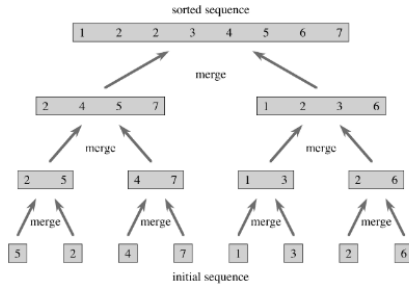 sorted sequence
1 2 2 3 4 5 6 7
merge
2 4 5 7
1 2 3 6
merge
merge
2 5
4 7
1 3
2 6
merge
merge
merge
merge
5
2
4
7
1
3
2
6
initial sequence